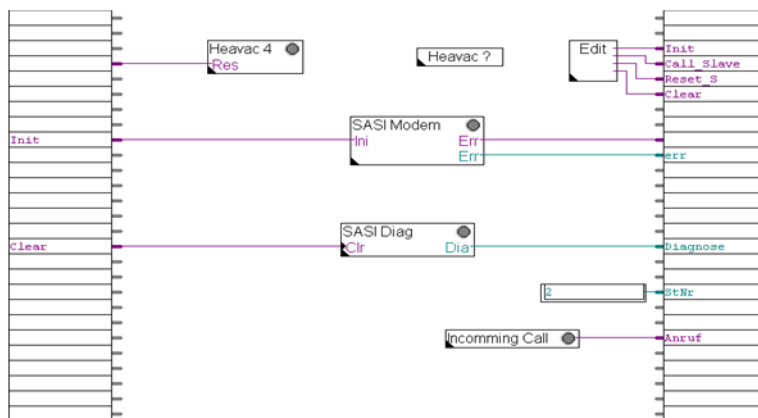 Heavac 4
Res
Heavac ?
Edit
Init
Call_Slave
Reset_S
Clear
Init
SASI Modem
Ini
Err
Err
err
Clear
SASI Diag
Clr
Dia
Diagnose
2
StNr
Incomming Call
Anruf